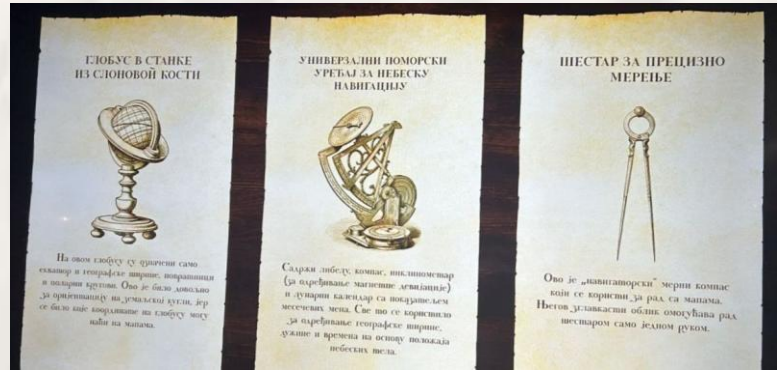 ГЛОБУС В СТАНКЕ
ИЗ СЛОНОВОЙ КОСТИ
На овом глобусу су означени само
екватор и географске ширине, повратници
и поларни кругови. Ово је било довољно
за оријентацију на земаљској кугли, јер
се било које координате на глобусу могу
наћи на мапама.
УНИВЕРЗАЛНИ ПОМОРСКИ
УРЕЂАЈ ЗА НЕБЕСКУ
НАВИГАЦИЈУ
Садржи либелу, компас, инклинометар
(за одређивање магнетне девијације)
и лунарни календар са показатељем
месечевих мена. Све то се користило
за одређивање географске ширине,
дужине и времена на основу положаја
небеских тела.
ШЕСТАР ЗА ПРЕЦИЗНО
МЕРЕЊЕ
Ово је „навигаторски“ мерни компас
који се користи за рад са мапама.
Његов зглавкасти облик омогућава рад
шестаром само једном руком.